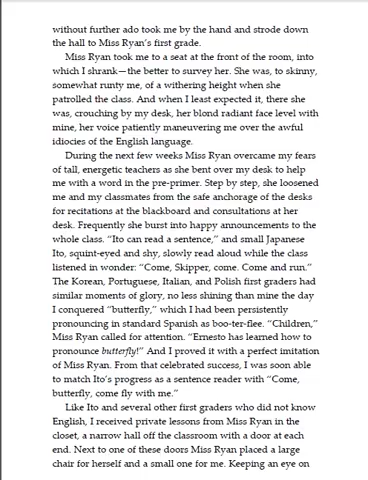 without further ado took me by the hand and strode down
the hall to Miss Ryan's first grade.
Miss Ryan took me to a seat at the front of the room, into
which I shrank—the better to survey her. She was, to skinny,
somewhat runty me, of a withering height when she
patrolled the class. And when I least expected it, there she
was, crouching by my desk, her blond radiant face level with
mine, her voice patiently maneuvering me over the awful
idiocies of the English language.
During the next few weeks Miss Ryan overcame my fears
of tall, energetic teachers as she bent over my desk to help
me with a word in the pre-primer. Step by step, she loosened
me and my classmates from the safe anchorage of the desks
for recitations at the blackboard and consultations at her
desk. Frequently she burst into happy announcements to the
whole class. “Ito can read a sentence,” and small Japanese
Ito, squint-eyed and shy, slowly read aloud while the class
listened in wonder: “Come, Skipper, come. Come and run.”
The Korean, Portuguese, Italian, and Polish first graders had
similar moments of glory, no less shining than mine the day
I conquered “butterfly,” which I had been persistently
pronouncing in standard Spanish as boo-ter-flee. “Children,”
Miss Ryan called for attention. “Ernesto has learned how to
pronounce butterfly!” And I proved it with a perfect imitation
of Miss Ryan. From that celebrated success, I was soon able
to match Ito's progress as a sentence reader with “Come,
butterfly, come fly with me.”
Like Ito and several other first graders who did not know
English, I received private lessons from Miss Ryan in the
closet, a narrow hall off the classroom with a door at each
end. Next to one of these doors Miss Ryan placed a large
chair for herself and a small one for me. Keeping an eye on